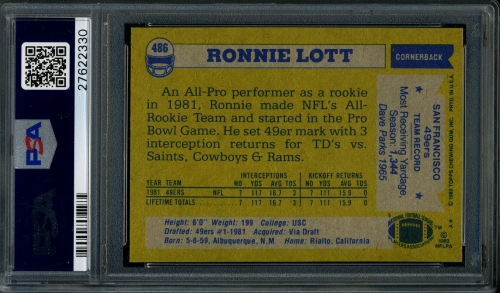 27622330
PSA
486
RONNIE LOTT
CORNERBACK
An All-Pro performer as a rookie
in 1981, Ronnie made NFL's All-
Rookie Team and started in the Pro
Bowl Game. He set 49er mark with 3
interception returns for TD's vs.
Saints, Cowboys & Rams.
INTERCEPTIONS KICKOFF RETURNS
YEAR TEAM NO YDS AVG TDS NO YDS AVG TDS
1981 49ERS NFL 7 117 16.7 3 7 111 15.9 0
LIFETIME TOTALS 7 117 16.7 3 7 111 15.9 0
Height: 6'0" Weight: 199 College: USC
Drafted: 49ers #1-1981 Acquired: Via Draft
Born: 5-8-59, Albuquerque, N.M. Home: Rialto, California
SAN FRANCISCO
49ers
TEAM RECORD
Most Receiving Yardage,
Season: 1,344
Dave Parks 1965
TM
© 1982
NFLPA